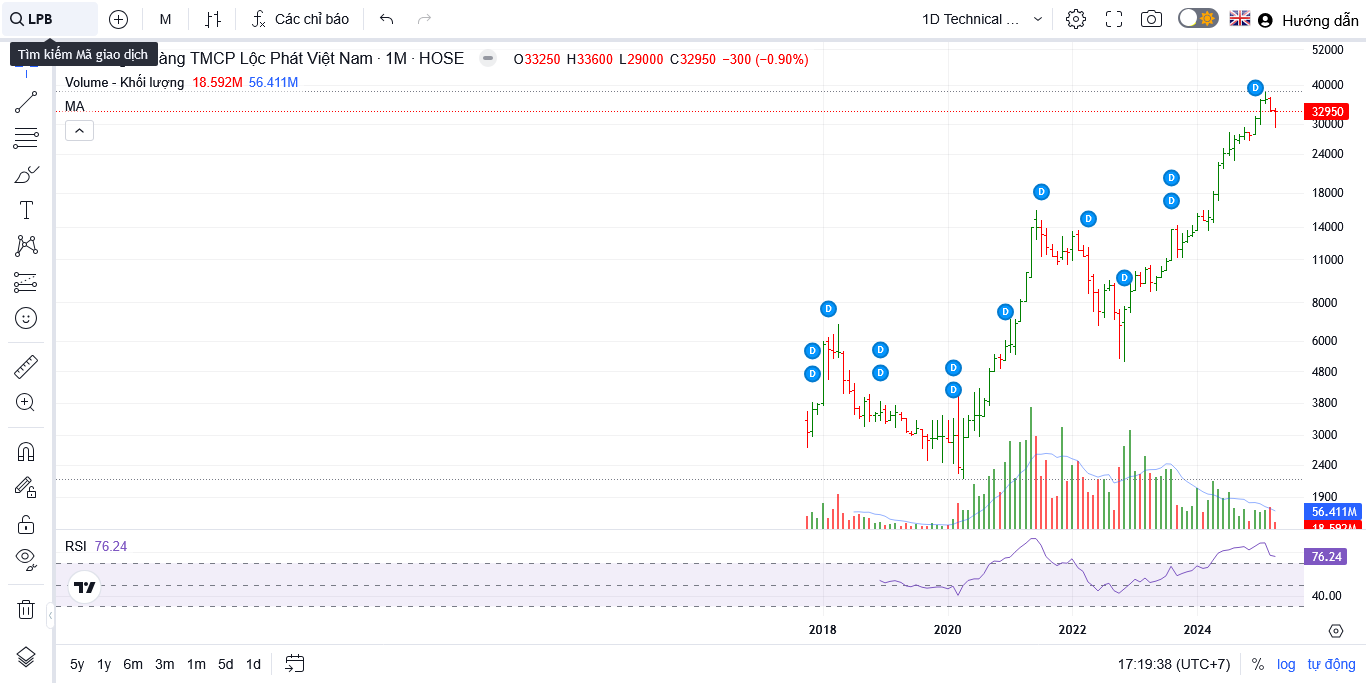 LPB
M
Các chỉ báo
1D Technical ...
Hướng dẫn
Tìm kiếm Mã giao dịch
àng TMCP Lộc Phát Việt Nam · 1M · HOSE
O33250 H33600 L29000 C32950 −300 (−0.90%)
Volume - Khối lượng 18.592M 56.411M
MA
52000
40000
32950
30000
24000
18000
14000
11000
8000
6000
4800
3800
3000
2400
1900
56.411M
18.592M
D
D
D
D
D
D
D
D
D
D
D
D
D
D
RSI 76.24
76.24
40.00
2018 2020 2022 2024
5y 1y 6m 3m 1m 5d 1d
17:19:38 (UTC+7)
% log tự động